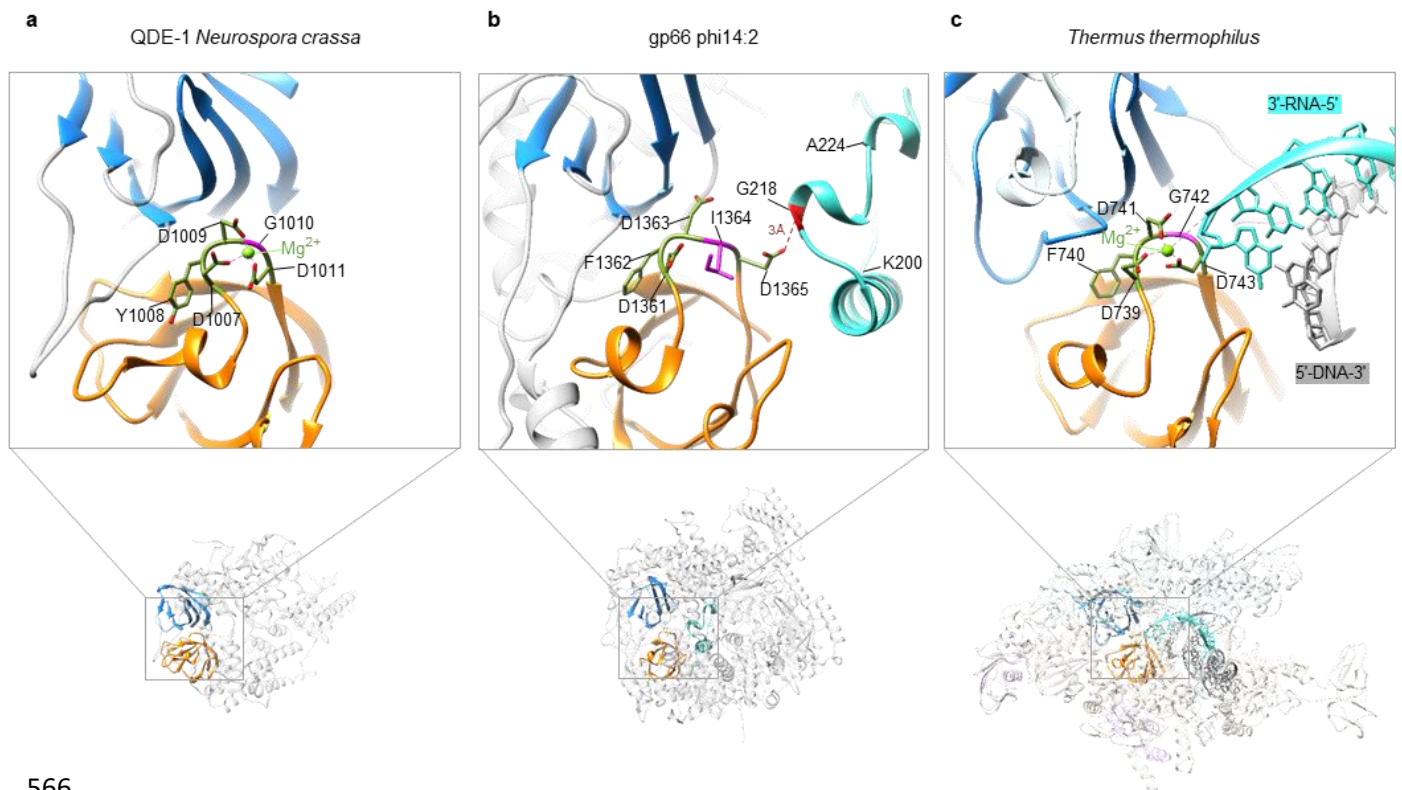 a
QDE-1 Neurospora crassa
D1009
G1010
Mg2+
D1011
Y1008
D1007
b
gp66 phi14:2
A224
G218
D1363
I1364
3A
F1362
K200
D1365
D1361
c
Thermus thermophilus
3'-RNA-5'
D741
G742
Mg2+
F740
D743
D739
5'-DNA-3'
566